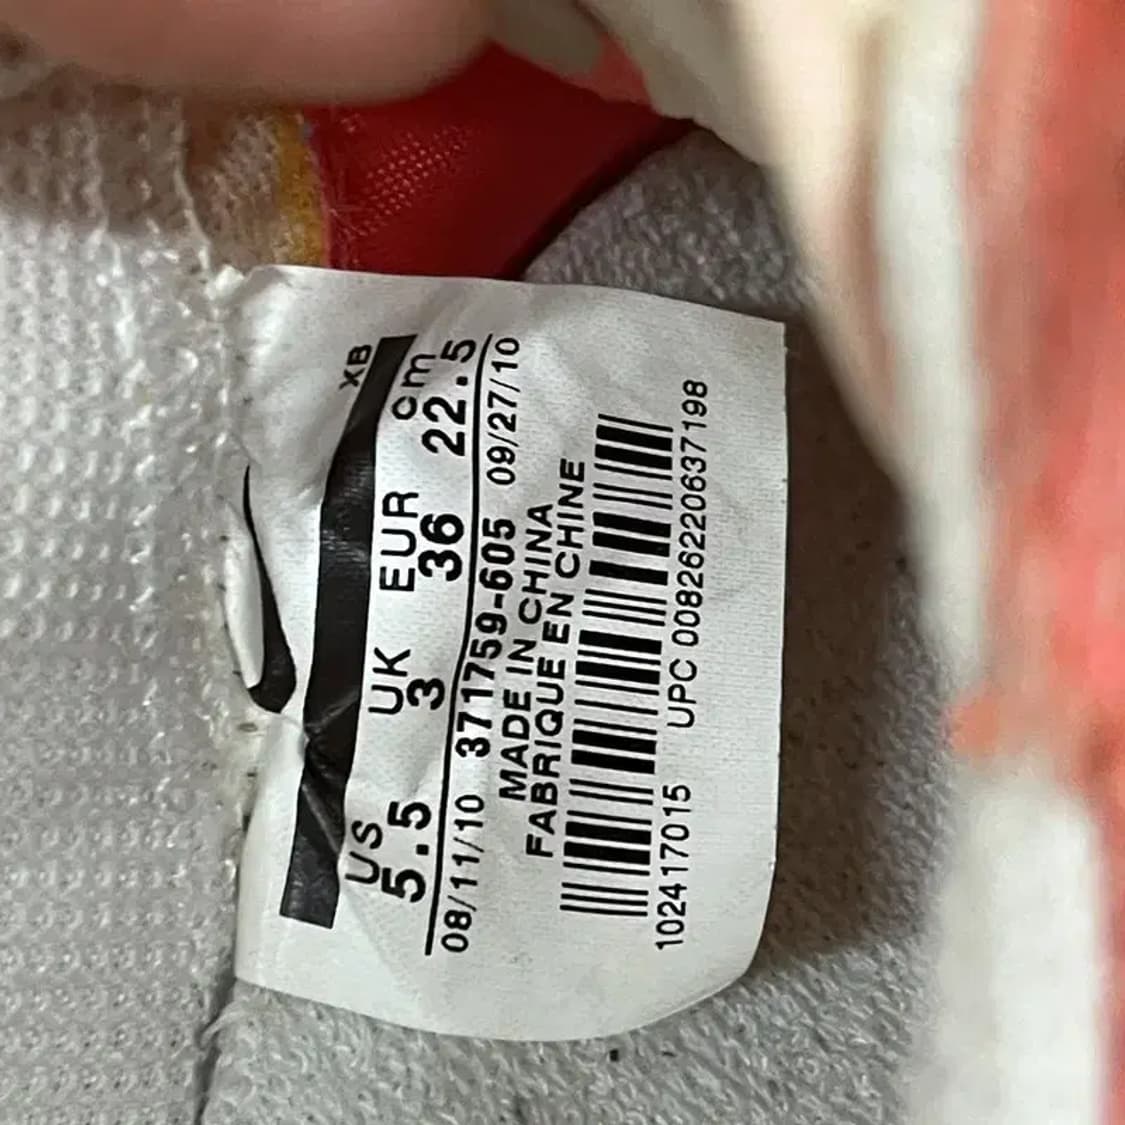 XB
US UK EUR cm
5.5 3 36 22.5
08/11/10 371759-605 09/27/10
MADE IN CHINA
FABRIQUE EN CHINE
102417015 UPC 00826220637198